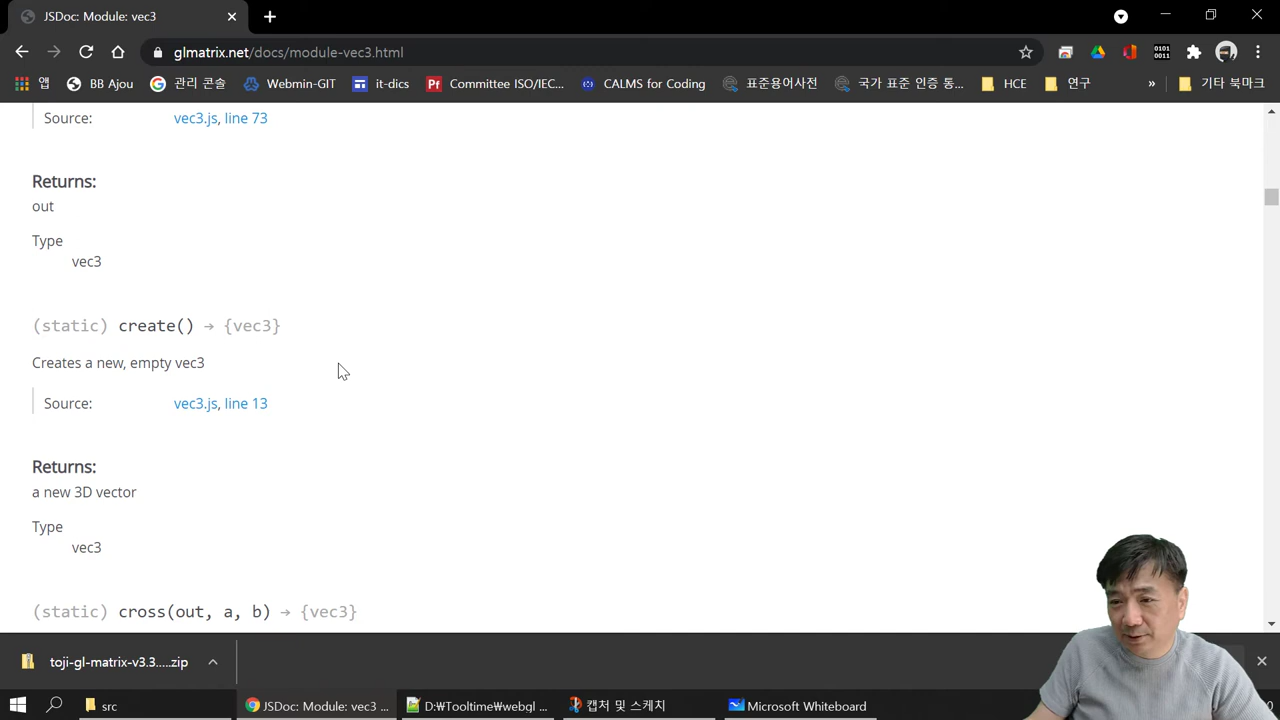 JSDoc: Module: vec3
glmatrix.net/docs/module-vec3.html
앱
BB Ajou
관리 콘솔
Webmin-GIT
it-dics
Committee ISO/IEC...
CALMS for Coding
표준용어사전
국가 표준 인증 통...
HCE
연구
»
기타 북마크
Source: vec3.js, line 73
Returns:
out
Type
vec3
(static) create() → {vec3}
Creates a new, empty vec3
Source: vec3.js, line 13
Returns:
a new 3D vector
Type
vec3
(static) cross(out, a, b) → {vec3}
toji-gl-matrix-v3.3.....zip
src
JSDoc: Module: vec3 ...
D:₩Tooltime₩webgl ...
캡처 및 스케치
Microsoft Whiteboard